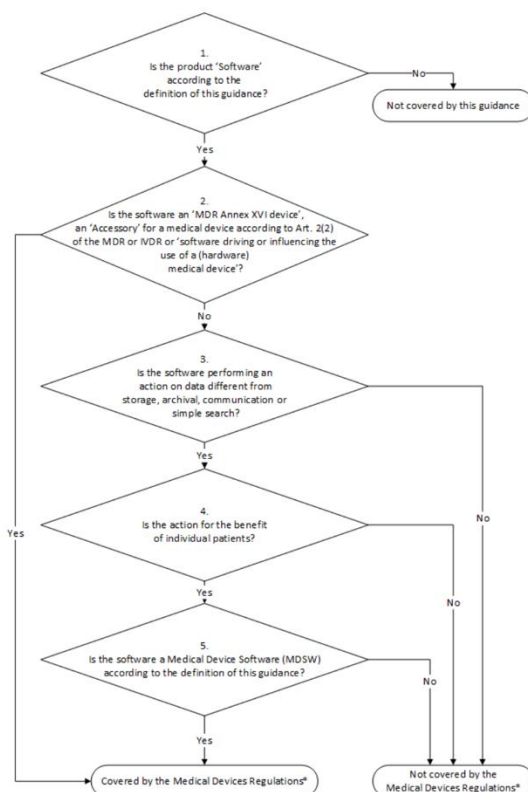 1.
Is the product 'Software'
according to the
definition of this guidance?
No
Not covered by this guidance
Yes
2.
Is the software an 'MDR Annex XVI device',
an 'Accessory' for a medical device according to Art. 2(2)
of the MDR or IVDR or 'software driving or influencing the
use of a (hardware)
medical device'?
No
3.
Is the software performing an
action on data different from
storage, archival, communication or
simple search?
Yes
4.
Is the action for the benefit
of individual patients?
Yes
No
No
Yes
5.
Is the software a Medical Device Software (MDSW)
according to the definition of this guidance?
No
Yes
Covered by the Medical Devices Regulations*
Not covered by the
Medical Devices Regulations*